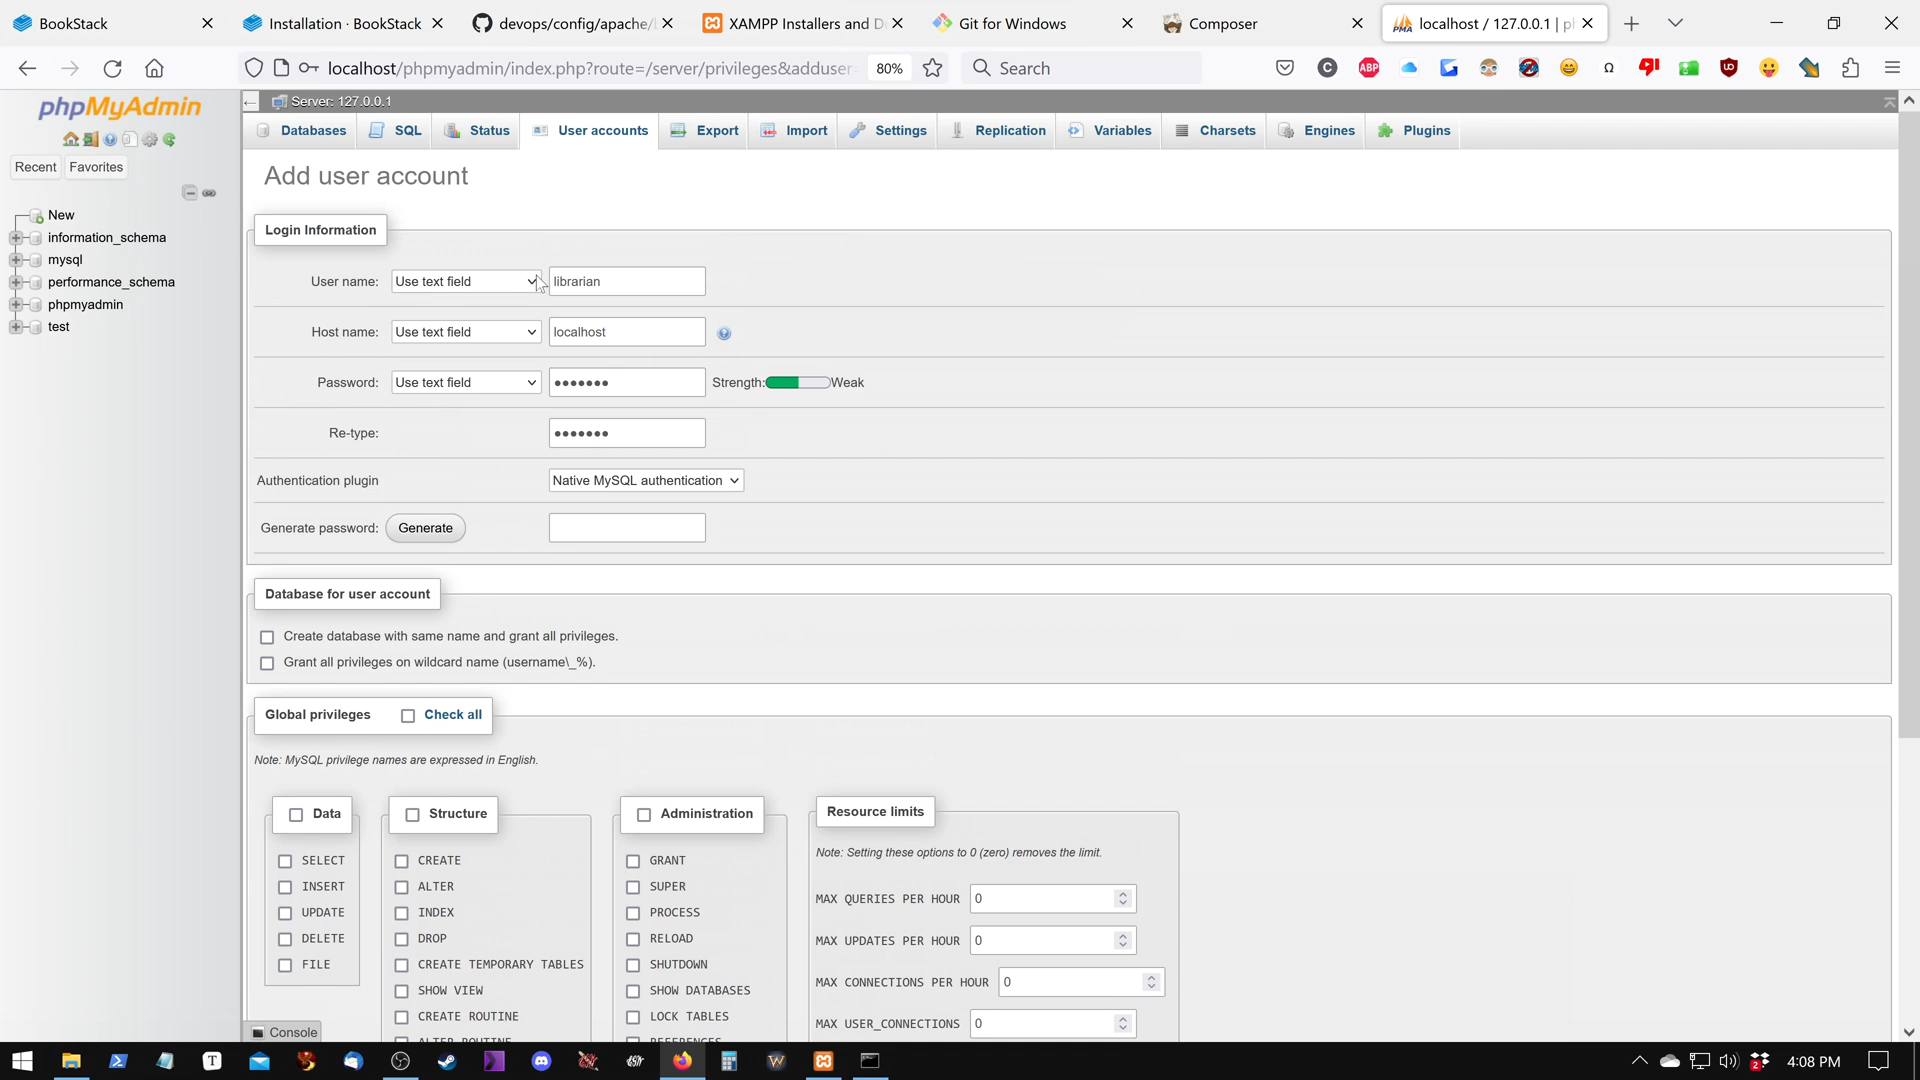 BookStack
Installation · BookStack
devops/config/apache/
XAMPP Installers and D
Git for Windows
Composer
localhost / 127.0.0.1 | p
localhost/phpmyadmin/index.php?route=/server/privileges&adduser=
80%
Search
phpMyAdmin
Server: 127.0.0.1
Databases
SQL
Status
User accounts
Export
Import
Settings
Replication
Variables
Charsets
Engines
Plugins
Recent
Favorites
New
information_schema
mysql
performance_schema
phpmyadmin
test
Add user account
Login Information
User name:
Use text field
librarian
Host name:
Use text field
localhost
Password:
Use text field
•••••••
Strength:
Weak
Re-type:
•••••••
Authentication plugin
Native MySQL authentication
Generate password:
Generate
Database for user account
Create database with same name and grant all privileges.
Grant all privileges on wildcard name (username\_%).
Global privileges
Check all
Note: MySQL privilege names are expressed in English.
Data
SELECT
INSERT
UPDATE
DELETE
FILE
Structure
CREATE
ALTER
INDEX
DROP
CREATE TEMPORARY TABLES
SHOW VIEW
CREATE ROUTINE
ALTER ROUTINE
Administration
GRANT
SUPER
PROCESS
RELOAD
SHUTDOWN
SHOW DATABASES
LOCK TABLES
REFERENCES
Resource limits
Note: Setting these options to 0 (zero) removes the limit.
MAX QUERIES PER HOUR
0
MAX UPDATES PER HOUR
0
MAX CONNECTIONS PER HOUR
0
MAX USER_CONNECTIONS
0
Console
4:08 PM